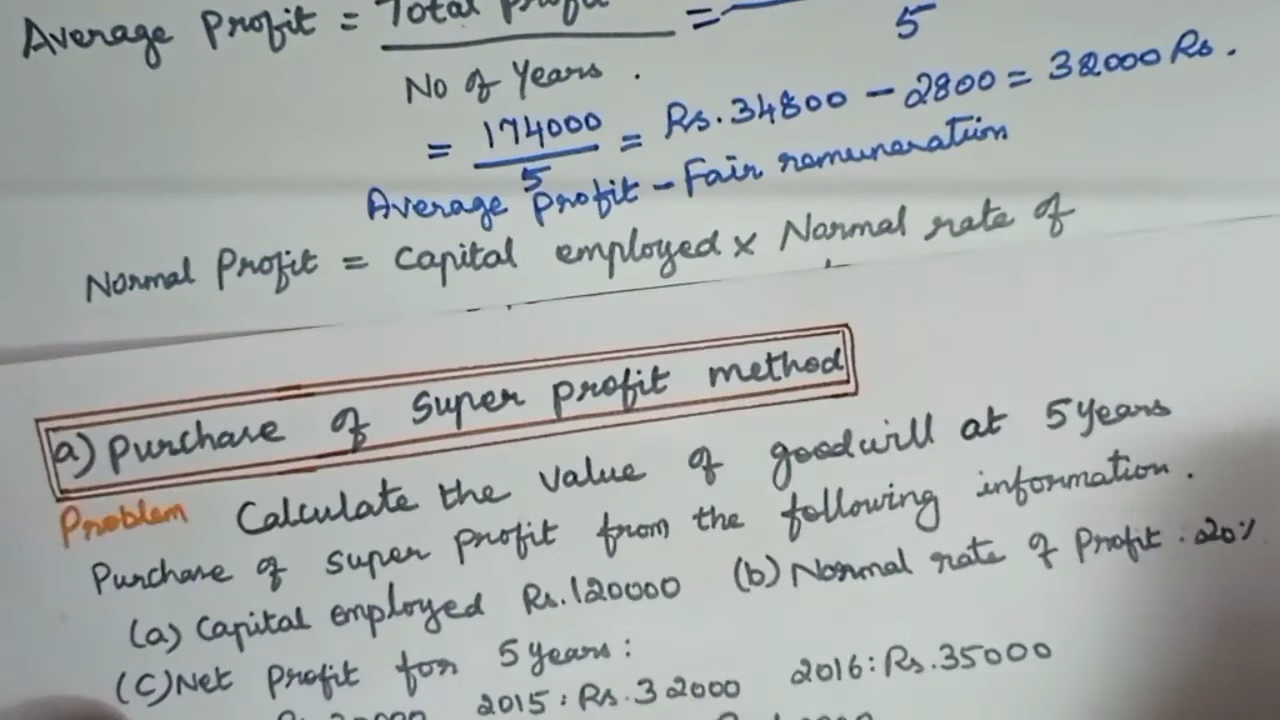 Average Profit = Total Profit =
5
No of Years .
= 174000 = Rs.34800 - 2800 = 32000 Rs.
5
Average Profit - Fair remuneration
Normal Profit = Capital employed x Normal rate of
a) Purchase of Super profit method
Problem Calculate the value of goodwill at 5 years
Purchase of super profit from the following information.
(a) Capital employed Rs.120000 (b) Normal rate of Profit : 20%
(C) Net Profit for 5 years :
2015 : Rs.32000 2016 : Rs.35000